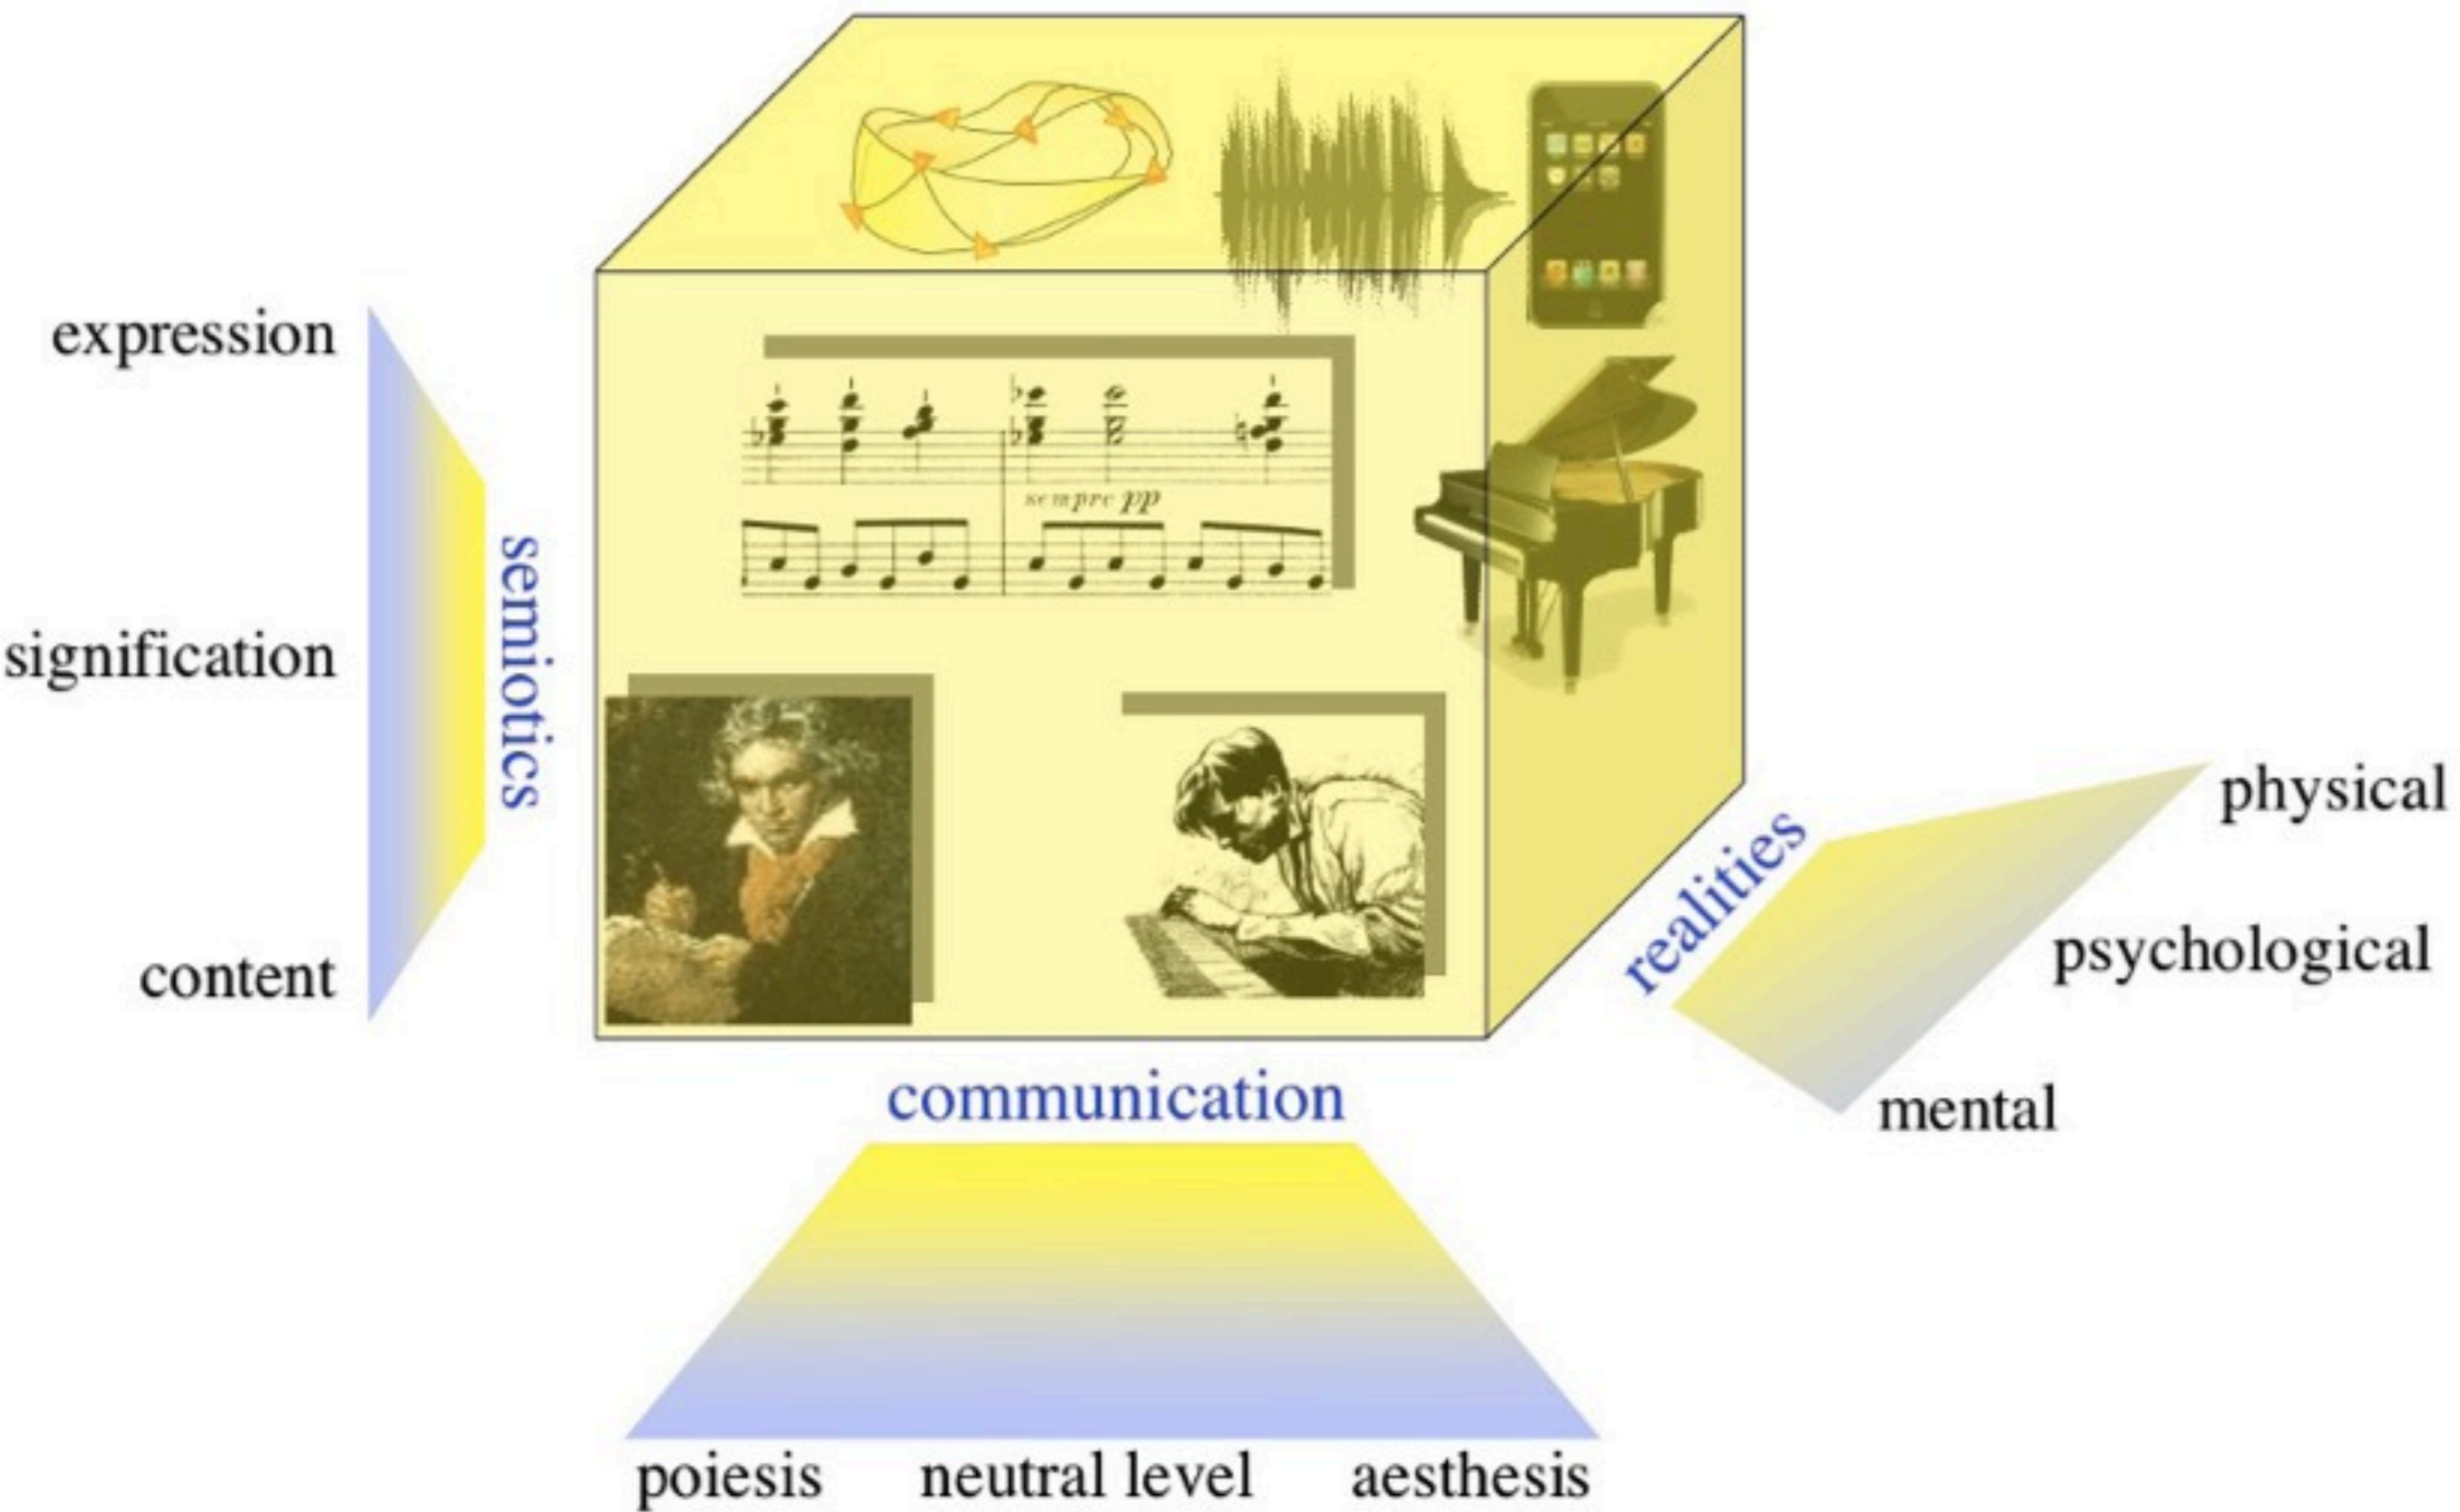 expression
sempre pp
signification
semiotics
content
realities
physical
psychological
mental
communication
poiesis neutral level aesthesis